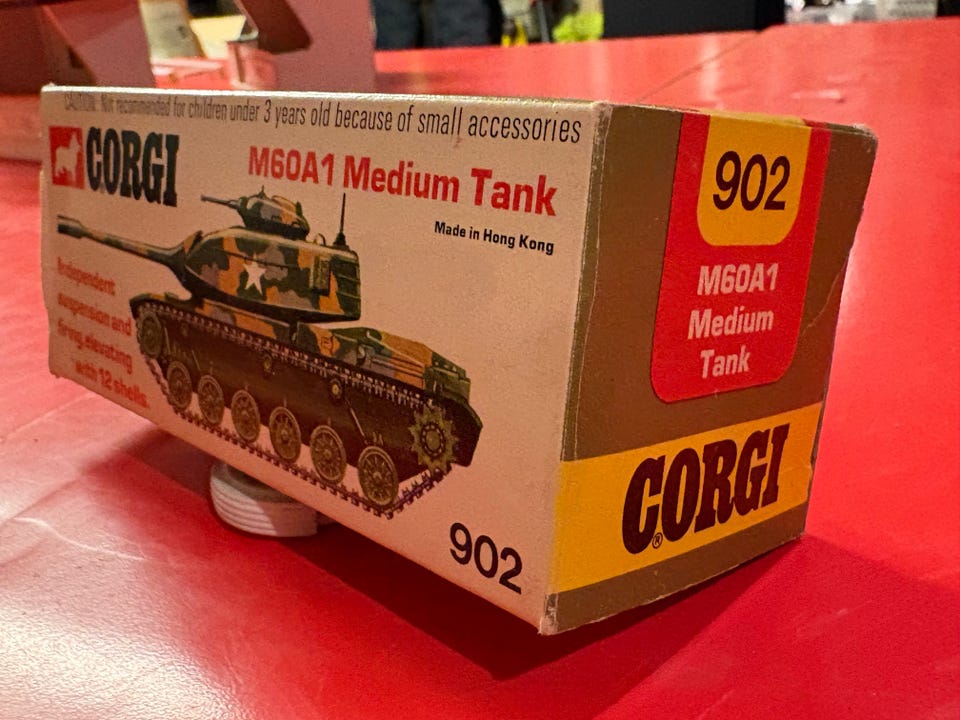 CAUTION: Not recommended for children under 3 years old because of small accessories
CORGI
M60A1 Medium Tank
Made in Hong Kong
Independent
suspension and
firing, elevating
with 12 shells.
902
902
M60A1
Medium
Tank
CORGI®